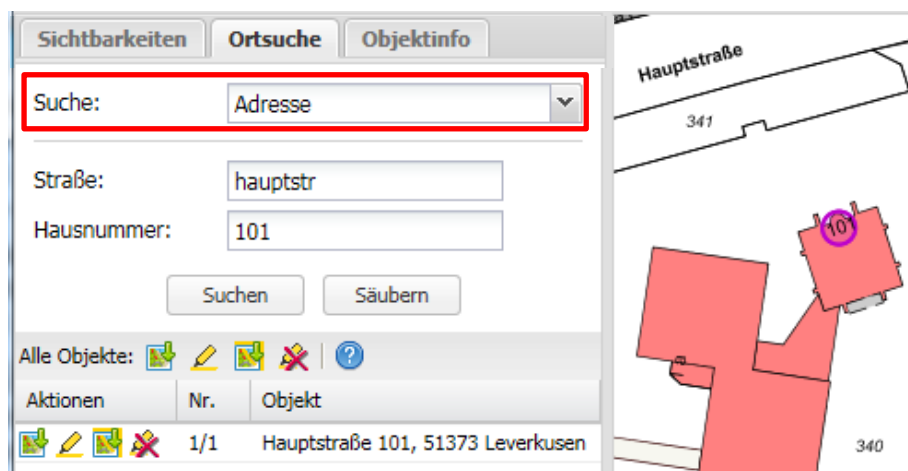 Sichtbarkeiten Ortsuche Objektinfo
Suche: Adresse
Straße: hauptstr
Hausnummer: 101
Suchen Säubern
Alle Objekte:
Aktionen Nr. Objekt
1/1 Hauptstraße 101, 51373 Leverkusen
Hauptstraße
341
101
340